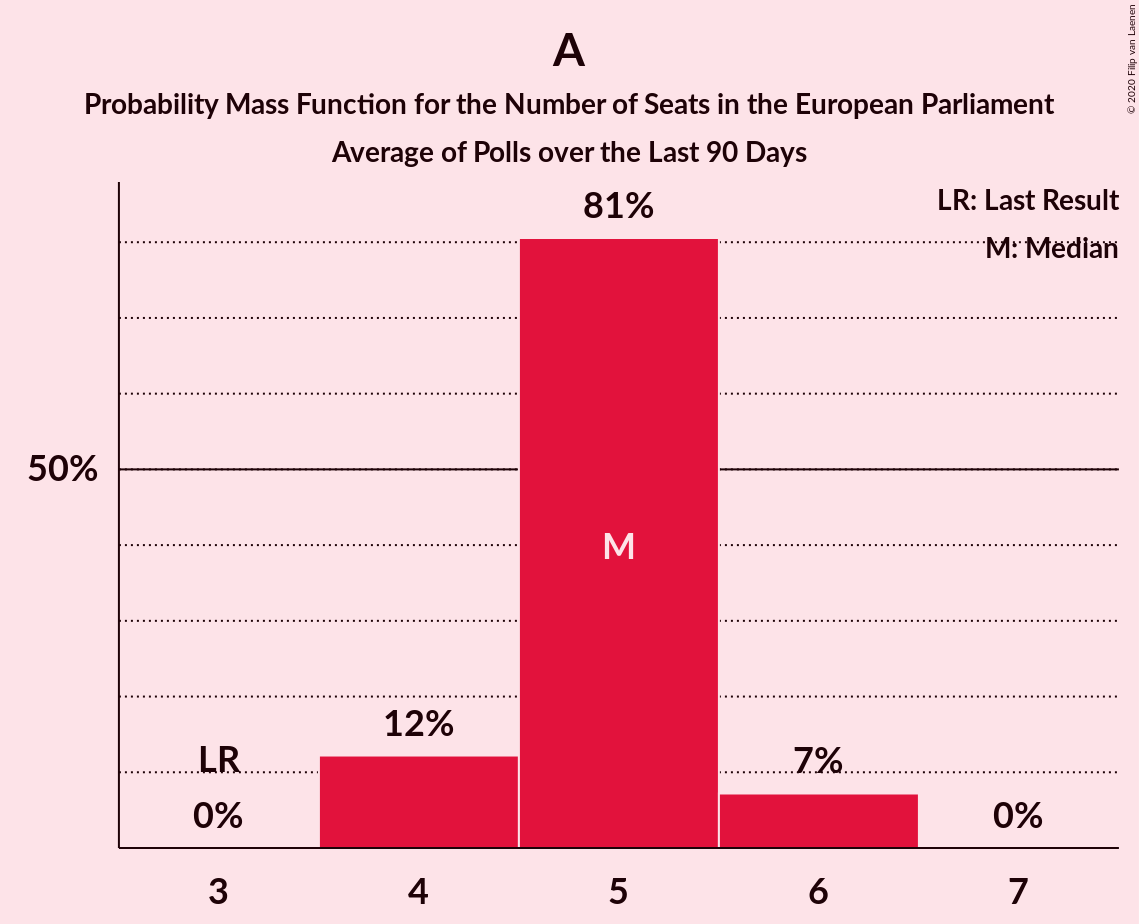 A
Probability Mass Function for the Number of Seats in the European Parliament
Average of Polls over the Last 90 Days
© 2020 Filip van Laenen
LR: Last Result
M: Median
81%
50%
M
12%
LR
7%
0%
0%
3 4 5 6 7